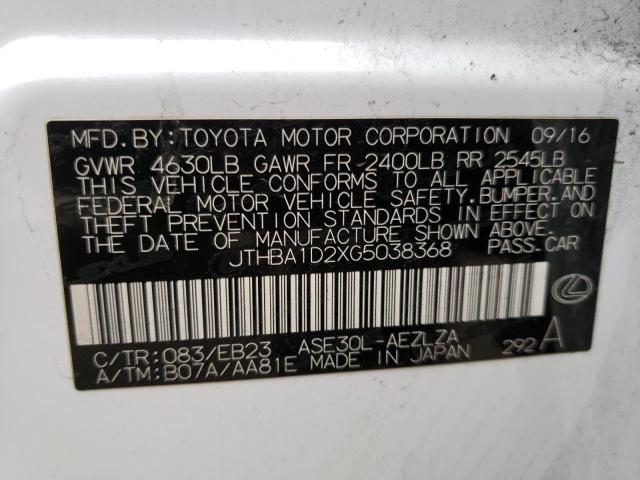 MFD. BY: TOYOTA MOTOR CORPORATION 09/16
GVWR 4630LB GAWR FR 2400LB RR 2545LB
THIS VEHICLE CONFORMS TO ALL APPLICABLE
FEDERAL MOTOR VEHICLE SAFETY, BUMPER, AND
THEFT PREVENTION STANDARDS IN EFFECT ON
THE DATE OF MANUFACTURE SHOWN ABOVE.
JTHBA1D2XG5038368 PASS. CAR
C/TR: 083/EB23 ASE30L-AEZLZA
A/TM: B07A/AA81E MADE IN JAPAN 292 A